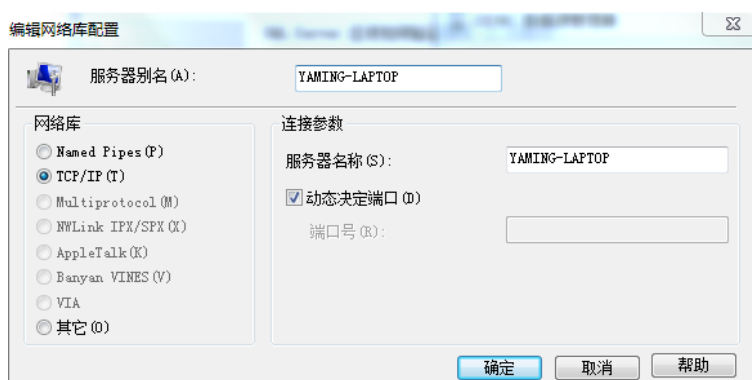 编辑网络库配置
服务器别名(A):
YAMING-LAPTOP
网络库
Named Pipes(P)
TCP/IP(T)
Multiprotocol(M)
NWLink IPX/SPX(X)
AppleTalk(K)
Banyan VINES(V)
VIA
其它(O)
连接参数
服务器名称(S):
YAMING-LAPTOP
动态决定端口(D)
端口号(R):
确定
取消
帮助